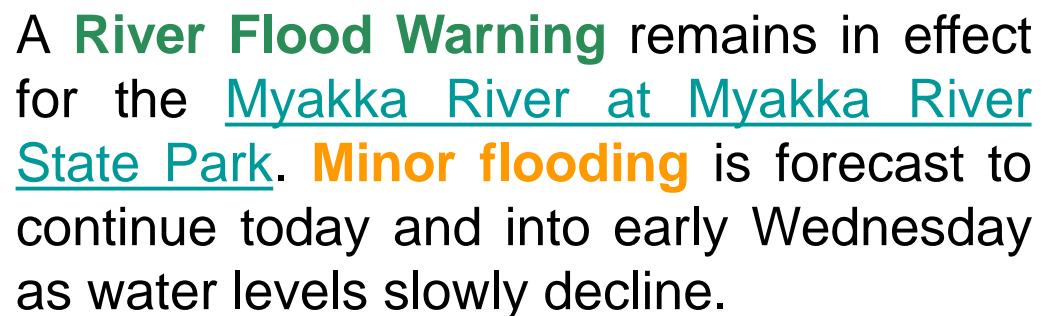 A River Flood Warning remains in effect
for the Myakka River at Myakka River
State Park. Minor flooding is forecast to
continue today and into early Wednesday
as water levels slowly decline.